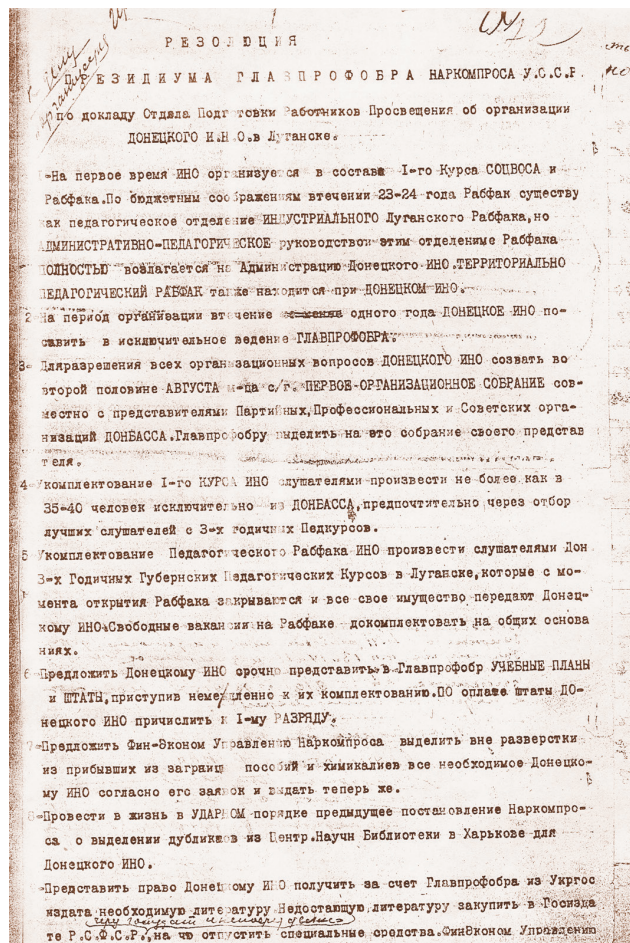 РЕЗОЛЮЦИЯ
ПРЕЗИДИУМА ГЛАВПРОФОБРА НАРКОМПРОСА У.С.С.Р.
по докладу Отдела Подготовки Работников Просвещения об организации
ДОНЕЦКОГО И.Н.О.в Луганске.
1-На первое время ИНО организуется в составе I-го Курса СОЦВОСА и
Рабфака.По бюджэтным соображениям втечении 23-24 года Рабфак существу
как педагогическое отделение ИНДУСТРИАЛЬНОГО Луганского Рабфака,но
АДМИНИСТРАТИВНО-ПЕДАГОГИЧЕСКОЕ руководствои этим отделениме Рабфака
ПОЛНОСТЬЮ возлагается на Администрацию Донецкого ИНО.ТЕРРИТОРИАЛЬНО
ПЕДАГОГИЧЕСКИЙ РАБФАК также находится при ДОНЕЦКОМ ИНО.
2-На период организации втечение одного года ДОНЕЦКОЕ ИНО по-
ставить в исключительное ведение ГЛАВПРОФОБРА.
3-Дляразрешения всех организационных вопросов ДОНЕЦКОГО ИНО созвать во
второй половине АВГУСТА м-ца с/г. ПЕРВОЕ-ОРГАНИЗАЦИОННОЕ СОБРАНИЕ сов-
местно с представителями Партийных,Профессиональных и Советских орга-
низаций ДОНБАССА.Главпрофобру выделить на это собрание своего представ
теля.
4-Укомплектование I-го КУРСА ИНО слушателями произвести не более как в
35-40 человек исключительно из ДОНБАССА,предпочтительно через отбор
лучших слушателей с 3-х годичных Педкурсов.
5-Укомплектование Педагогического Рабфака ИНО произвести слушателями Дон
3-х Годичных Губернских Педагогических Курсов в Луганске,которые с мо-
мента открытия Рабфака закрываются и все свое имущество передают Донец-
кому ИНО.Свободные вакансии на Рабфаке докомплектовать на общих основа
ниях.
6-Предложить Донецкому ИНО срочно представить в Главпрофобр УЧЕБНЫЕ ПЛАНЫ
и ШТАТЫ,приступив немедленно к их комплектованию.ПО оплате штаты ДО-
нецкого ИНО причислить к I-му РАЗРЯДУ.
7-Предложить Фин-Эконом Управлению Наркомпроса выделить вне разверстки
из прибывших из заграницы пособий и химикалиев все необходимое Донецко-
му ИНО согласно его заявок и выдать теперь же.
8-Провести в жизнь в УДАРНОМ порядке предыдущее постановление Наркомпро-
са о выделении дубликатов из Центр.Научн Библиотеки в Харькове для
Донецкого ИНО.
Представить право Донецкому ИНО получить за счет Главпрофобра из Укргос
издата необходимую литературу.Недостающую литературу закупить в Госизда
те Р.С.Ф.С.Р.,на что отпустить специальные средства.ФинЭконом Управлению